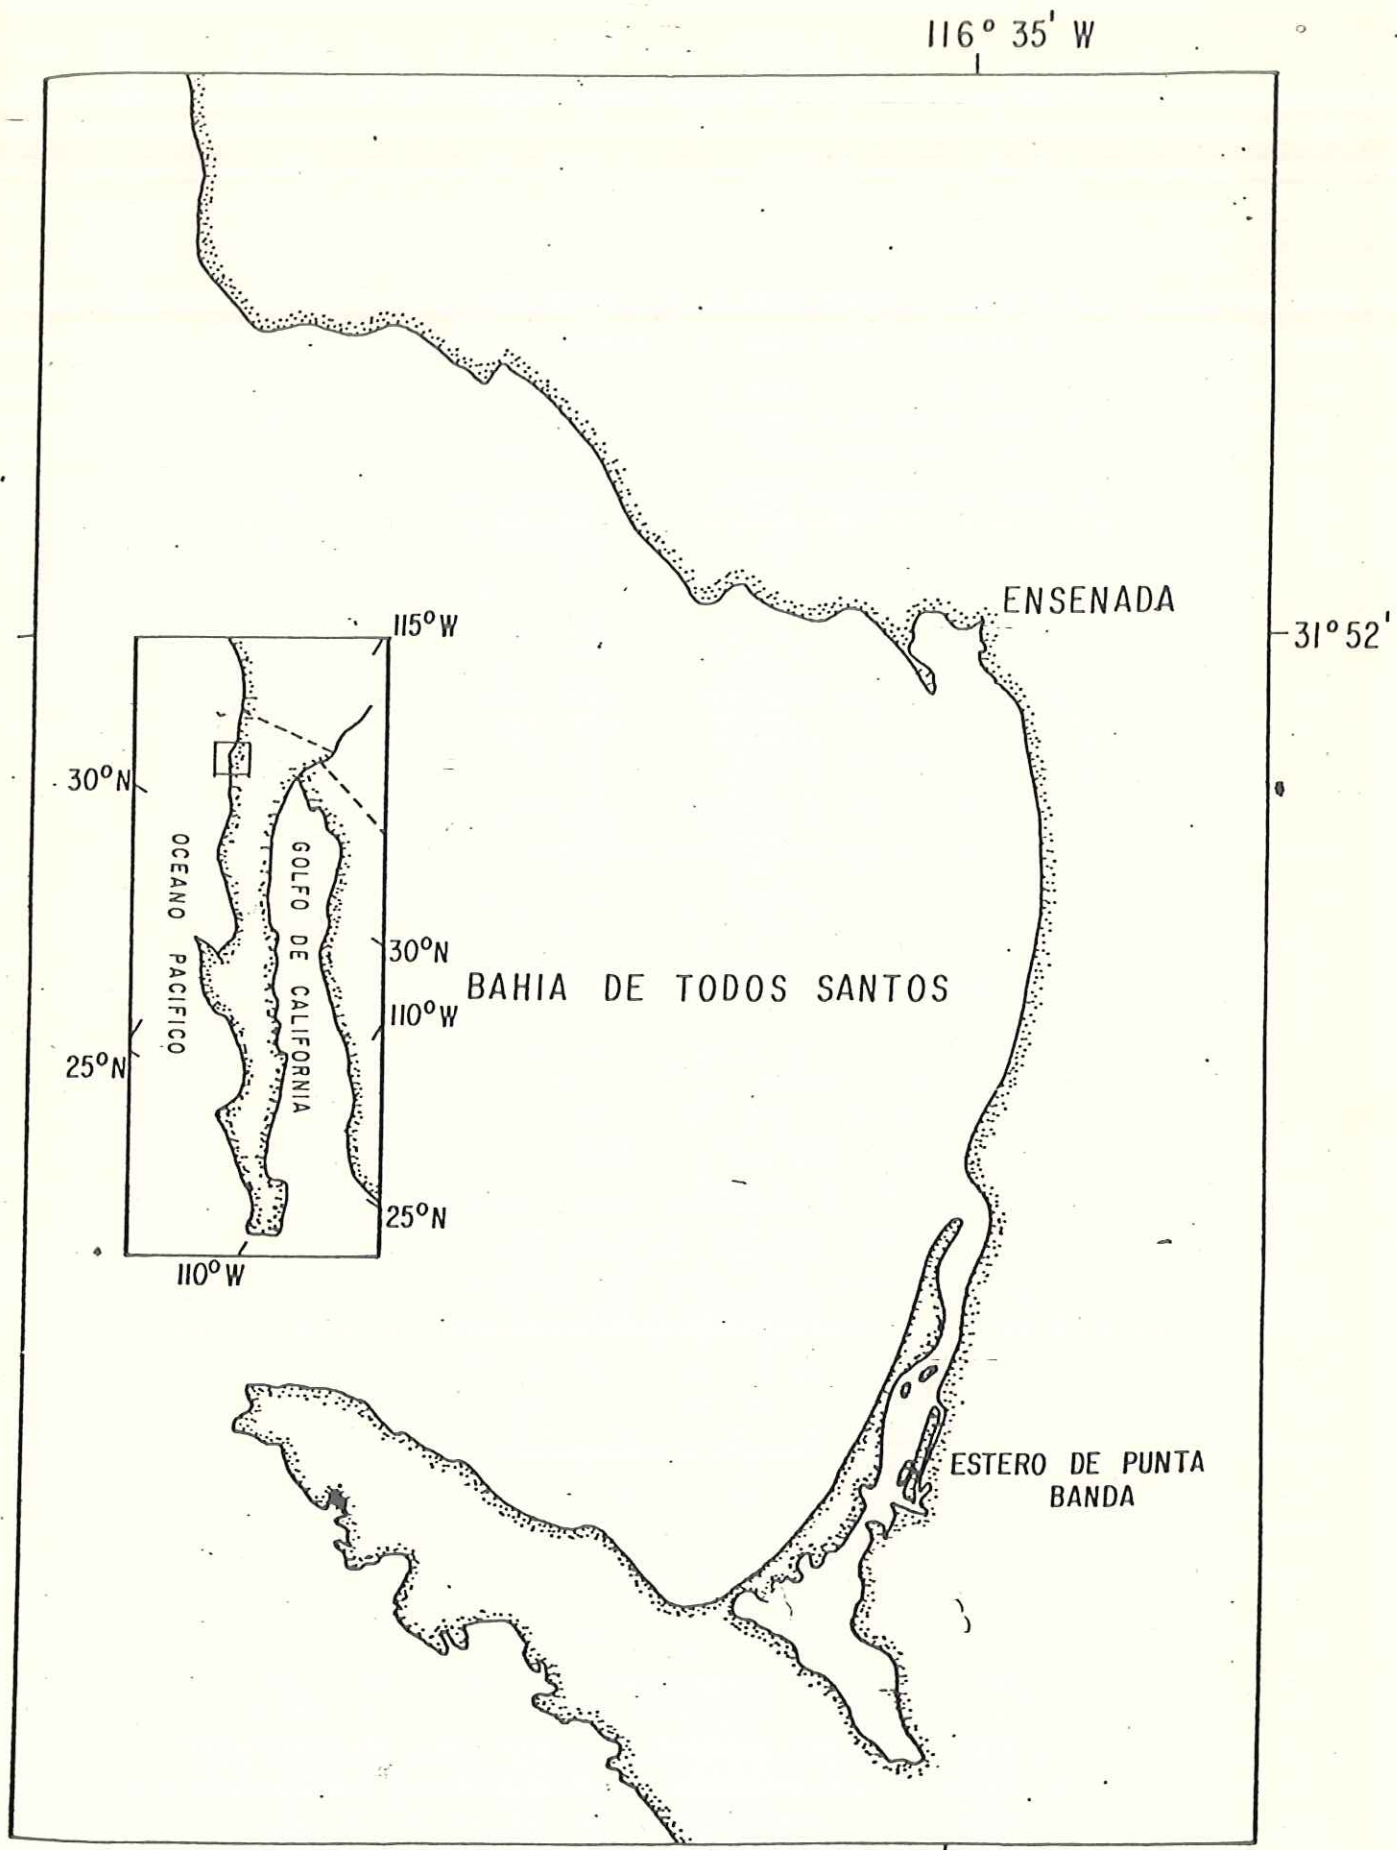 116° 35' W
ENSENADA
31° 52'
115° W
30° N
OCEANO PACIFICO
GOLFO DE CALIFORNIA
30° N
BAHIA DE TODOS SANTOS
110° W
25° N
25° N
110° W
ESTERO DE PUNTA
BANDA